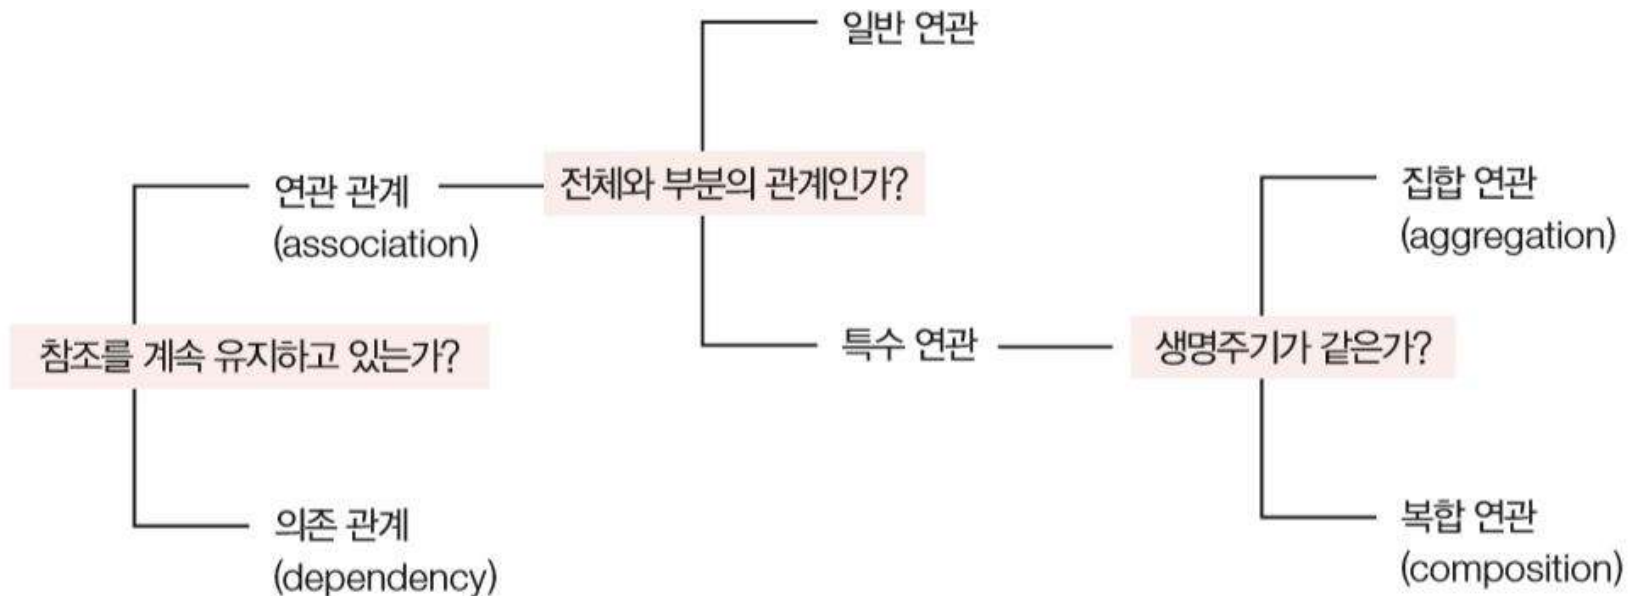 일반 연관
연관 관계
(association)
전체와 부분의 관계인가?
집합 연관
(aggregation)
참조를 계속 유지하고 있는가?
특수 연관
생명주기가 같은가?
의존 관계
(dependency)
복합 연관
(composition)